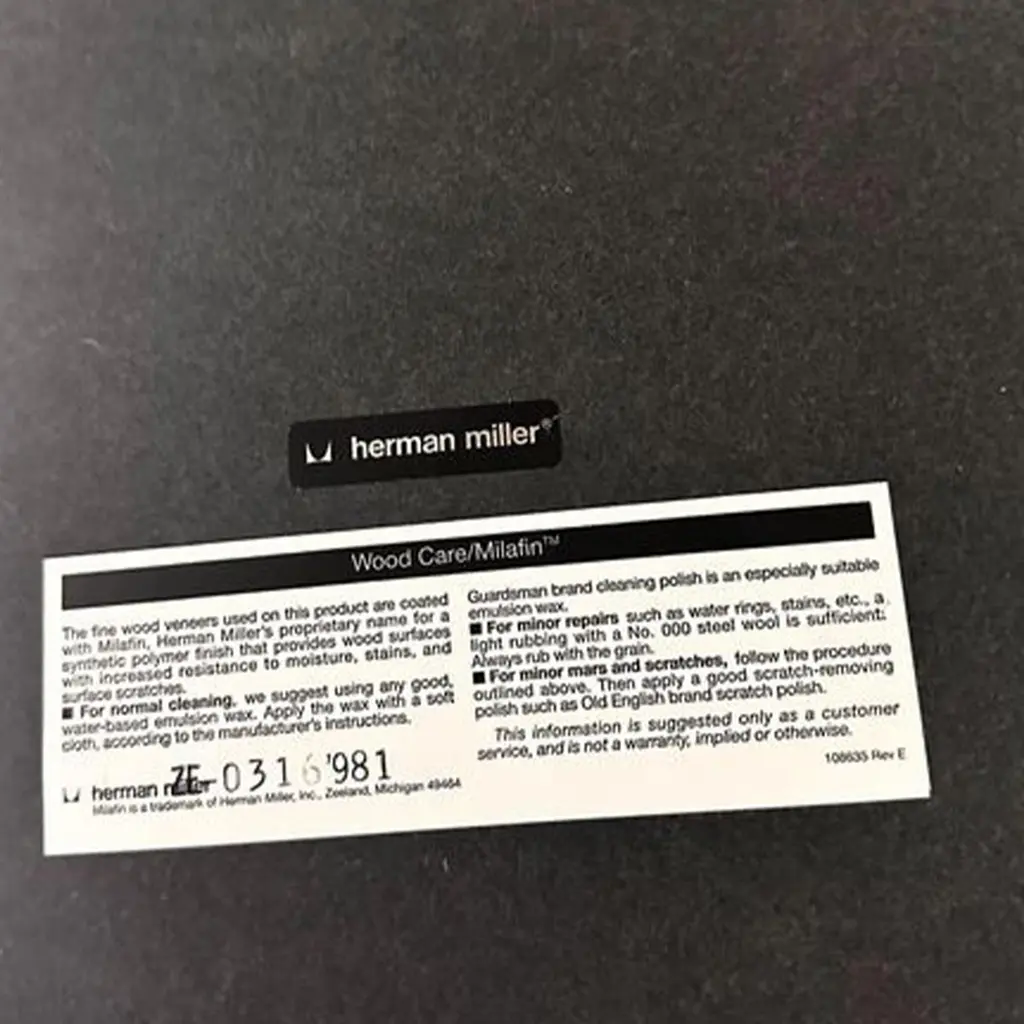 herman miller®
Wood Care/Milafin™
The fine wood veneers used on this product are coated
with Milafin, Herman Miller's proprietary name for a
synthetic polymer finish that provides wood surfaces
with increased resistance to moisture, stains, and
surface scratches.
■ For normal cleaning, we suggest using any good,
water-based emulsion wax. Apply the wax with a soft
cloth, according to the manufacturer's instructions.
ZE-0316'981
herman miller
Milafin is a trademark of Herman Miller, Inc., Zeeland, Michigan 49464
Guardsman brand cleaning polish is an especially suitable
emulsion wax.
■ For minor repairs such as water rings, stains, etc., a
light rubbing with a No. 000 steel wool is sufficient.
Always rub with the grain.
■ For minor mars and scratches, follow the procedure
outlined above. Then apply a good scratch-removing
polish such as Old English brand scratch polish.
This information is suggested only as a customer
service, and is not a warranty, implied or otherwise.
108635 Rev E